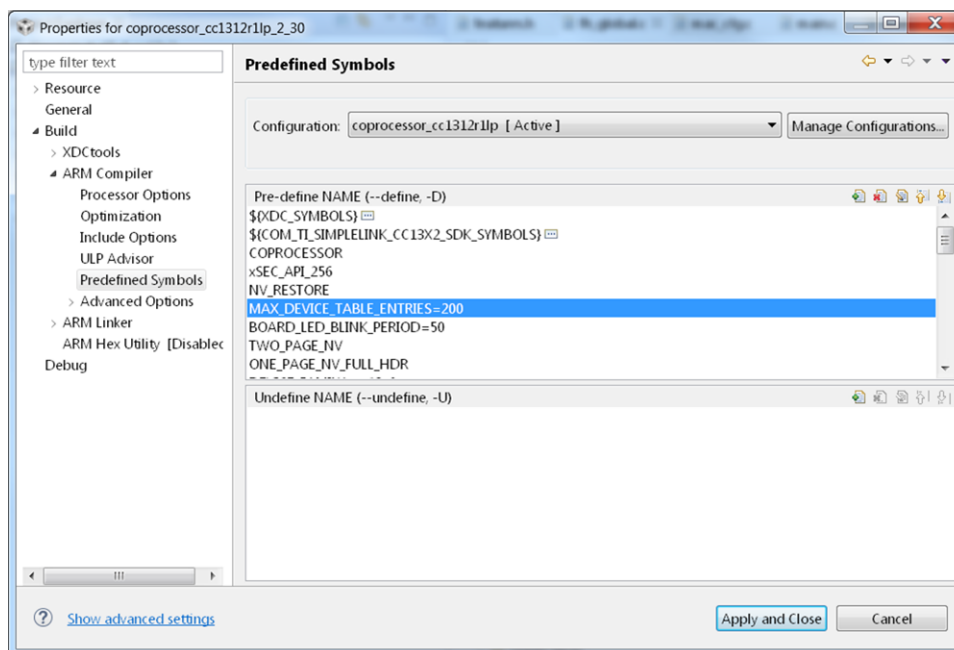 Properties for coprocessor_cc1312r1lp_2_30
type filter text
Resource
General
Build
XDCtools
ARM Compiler
Processor Options
Optimization
Include Options
ULP Advisor
Predefined Symbols
Advanced Options
ARM Linker
ARM Hex Utility [Disablec
Debug
Predefined Symbols
Configuration: coprocessor_cc1312r1lp [ Active ]
Manage Configurations...
Pre-define NAME (--define, -D)
${XDC_SYMBOLS}
${COM_TI_SIMPLELINK_CC13X2_SDK_SYMBOLS}
COPROCESSOR
xSEC_API_256
NV_RESTORE
MAX_DEVICE_TABLE_ENTRIES=200
BOARD_LED_BLINK_PERIOD=50
TWO_PAGE_NV
ONE_PAGE_NV_FULL_HDR
Undefine NAME (--undefine, -U)
Show advanced settings
Apply and Close
Cancel